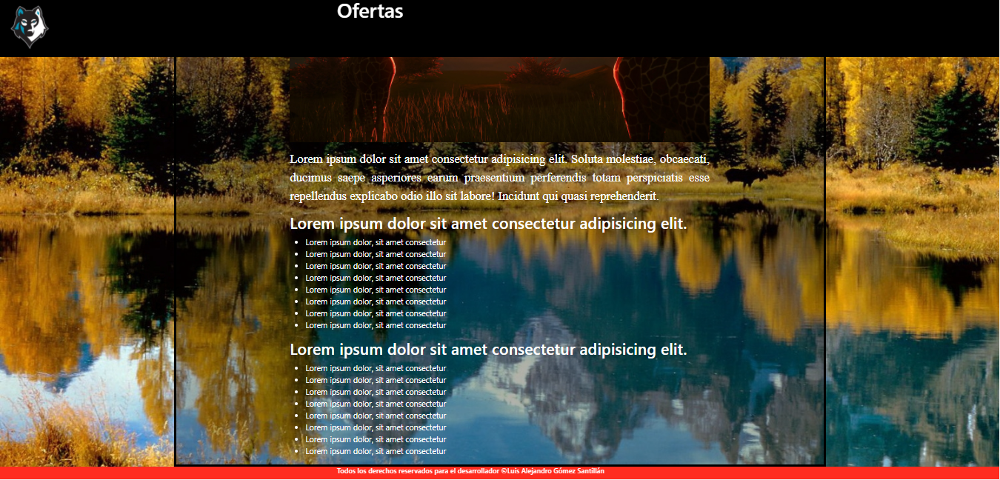 Ofertas
Lorem ipsum dolor sit amet consectetur adipisicing elit. Soluta molestiae, obcaecati,
ducimus saepe asperiores earum praesentium perferendis totam perspiciatis esse
repellendus explicabo odio illo sit labore! Incidunt qui quasi reprehenderit.
Lorem ipsum dolor sit amet consectetur adipisicing elit.
• Lorem ipsum dolor, sit amet consectetur
• Lorem ipsum dolor, sit amet consectetur
• Lorem ipsum dolor, sit amet consectetur
• Lorem ipsum dolor, sit amet consectetur
• Lorem ipsum dolor, sit amet consectetur
• Lorem ipsum dolor, sit amet consectetur
• Lorem ipsum dolor, sit amet consectetur
• Lorem ipsum dolor, sit amet consectetur
Lorem ipsum dolor sit amet consectetur adipisicing elit.
• Lorem ipsum dolor, sit amet consectetur
• Lorem ipsum dolor, sit amet consectetur
• Lorem ipsum dolor, sit amet consectetur
• Lorem ipsum dolor, sit amet consectetur
• Lorem ipsum dolor, sit amet consectetur
• Lorem ipsum dolor, sit amet consectetur
• Lorem ipsum dolor, sit amet consectetur
• Lorem ipsum dolor, sit amet consectetur
Todos los derechos reservados para el desarrollador ©Luis Alejandro Gómez Santillán